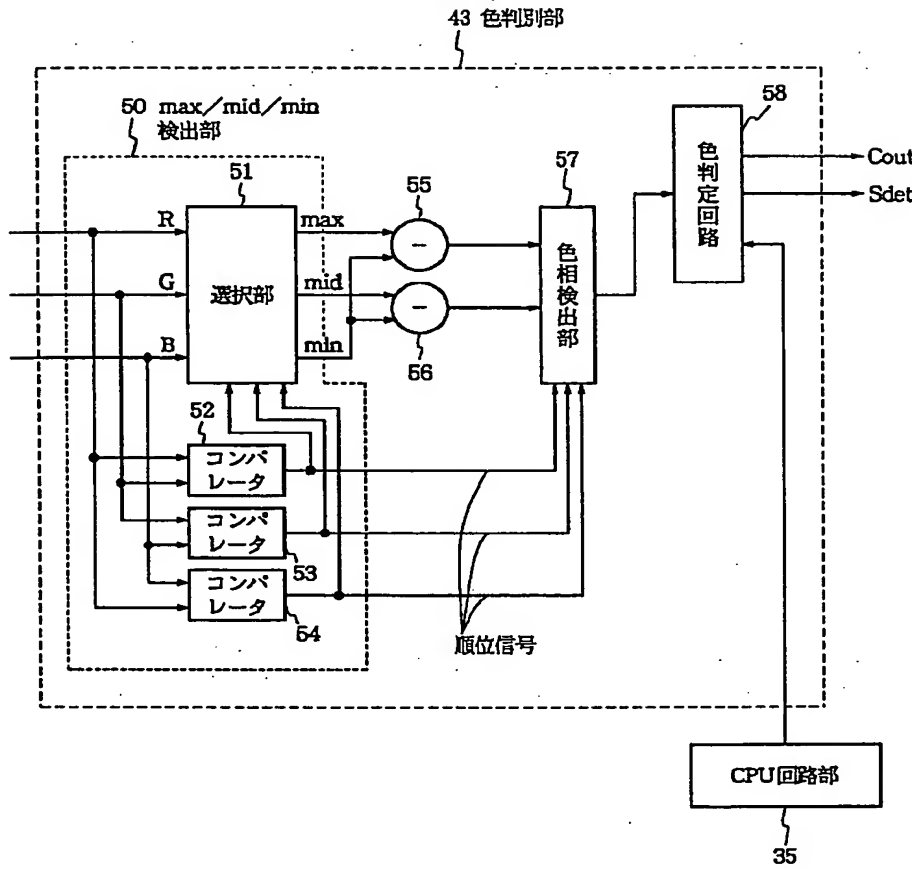 43 色判別部
50 max/mid/min
検出部
58
51
55
57
色判定回路
Cout
Sdet
R
max
G
選択部
mid
B
min
色相検出部
56
52
コンパ
レータ
コンパ
レータ
53
コンパ
レータ
54
順位信号
CPU回路部
35